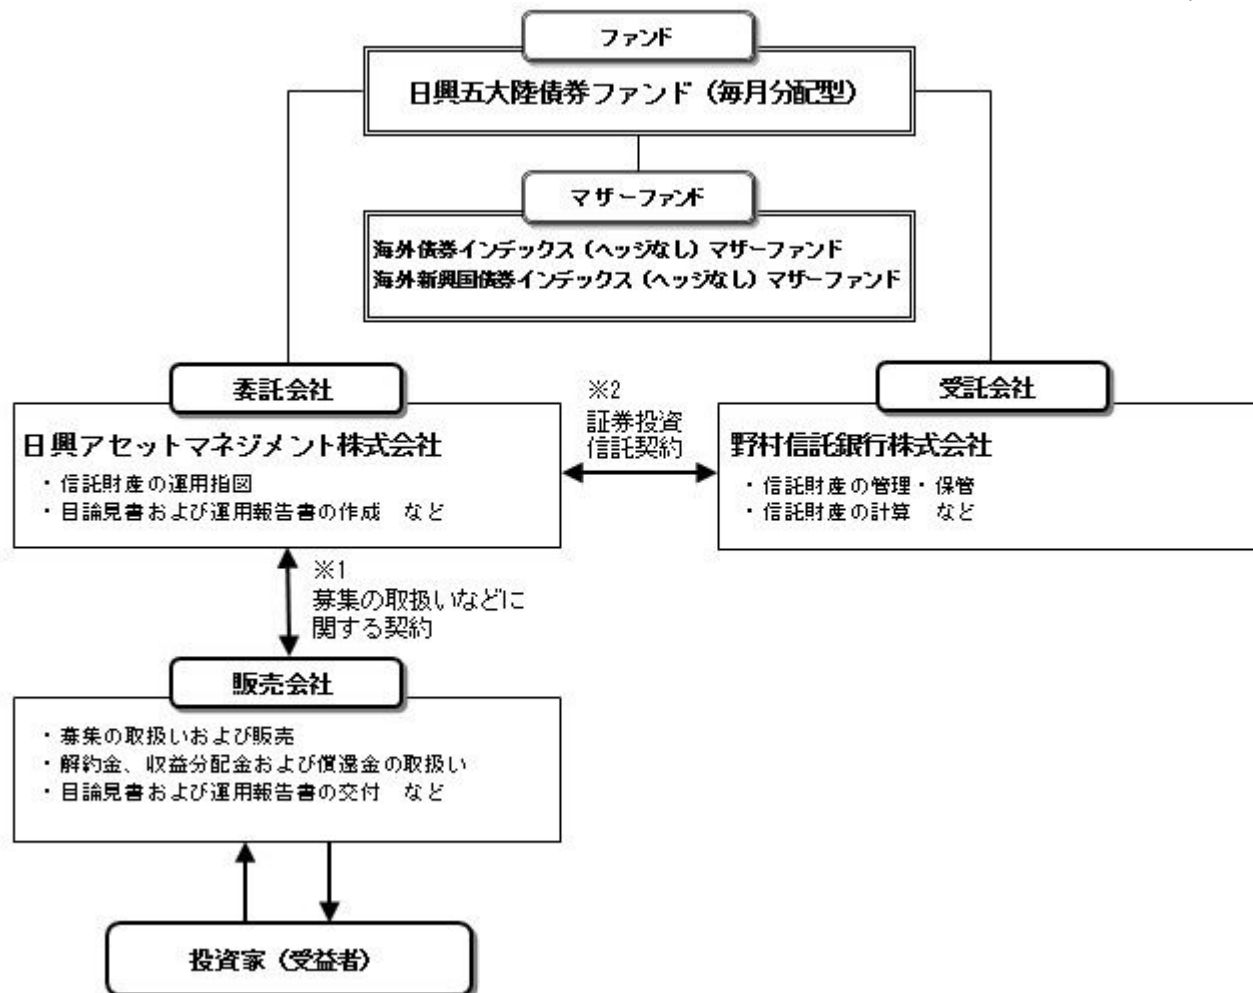 ファンド
日興五大陸債券ファンド（毎月分配型）
マザーファンド
海外債券インデックス（ヘッジなし）マザーファンド
海外新興国債券インデックス（ヘッジなし）マザーファンド
委託会社
日興アセットマネジメント株式会社
・信託財産の運用指図
・目論見書および運用報告書の作成　など
※2
証券投資
信託契約
受託会社
野村信託銀行株式会社
・信託財産の管理・保管
・信託財産の計算　など
※1
募集の取扱いなどに
関する契約
販売会社
・募集の取扱いおよび販売
・解約金、収益分配金および償還金の取扱い
・目論見書および運用報告書の交付　など
投資家（受益者）